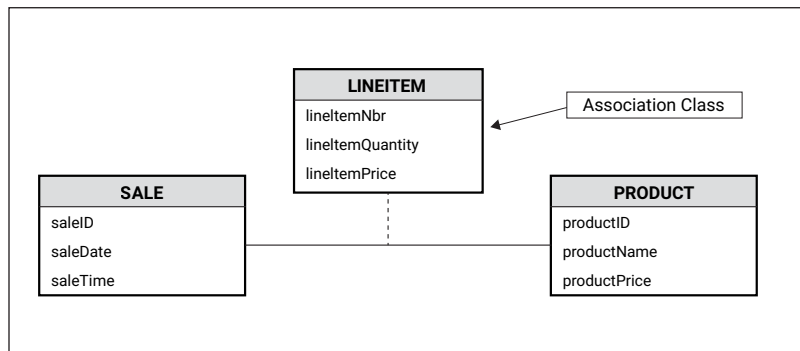 LINEITEM
lineItemNbr
lineItemQuantity
lineItemPrice
Association Class
SALE
saleID
saleDate
saleTime
PRODUCT
productID
productName
productPrice